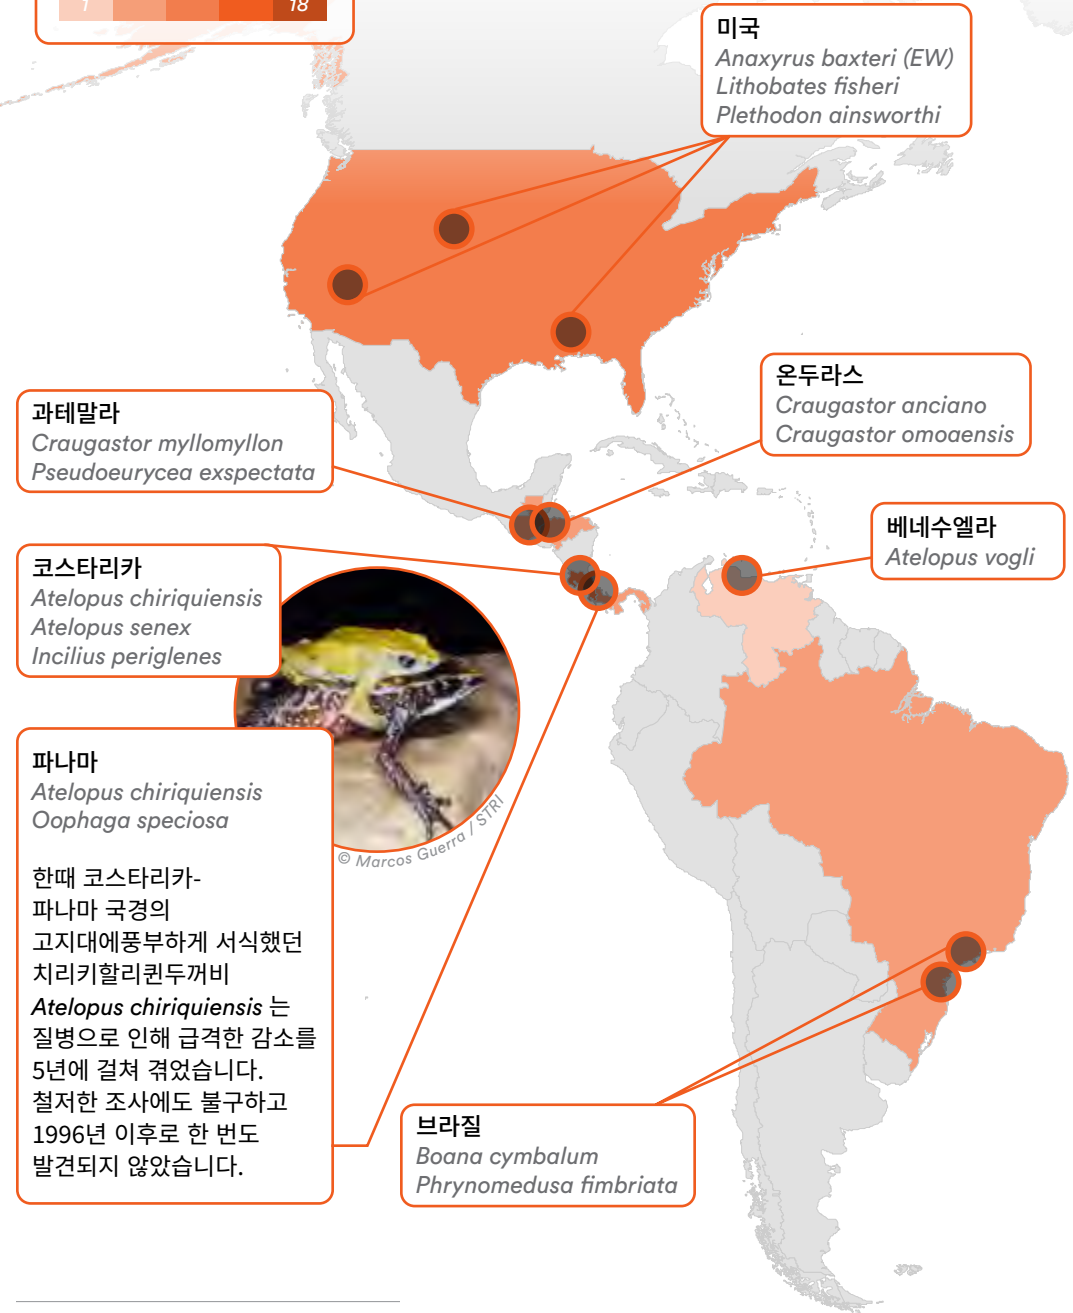 1 18
미국
Anaxyrus baxteri (EW)
Lithobates fisheri
Plethodon ainsworthi
온두라스
Craugastor anciano
Craugastor omoaensis
과테말라
Craugastor myllomyllon
Pseudoeurycea exspectata
베네수엘라
Atelopus vogli
코스타리카
Atelopus chiriquiensis
Atelopus senex
Incilius periglenes
파나마
Atelopus chiriquiensis
Oophaga speciosa
한때 코스타리카-
파나마 국경의
고지대에풍부하게 서식했던
치리키할리퀸두꺼비
Atelopus chiriquiensis 는
질병으로 인해 급격한 감소를
5년에 걸쳐 겪었습니다.
철저한 조사에도 불구하고
1996년 이후로 한 번도
발견되지 않았습니다.
© Marcos Guerra / STRI
브라질
Boana cymbalum
Phrynomedusa fimbriata